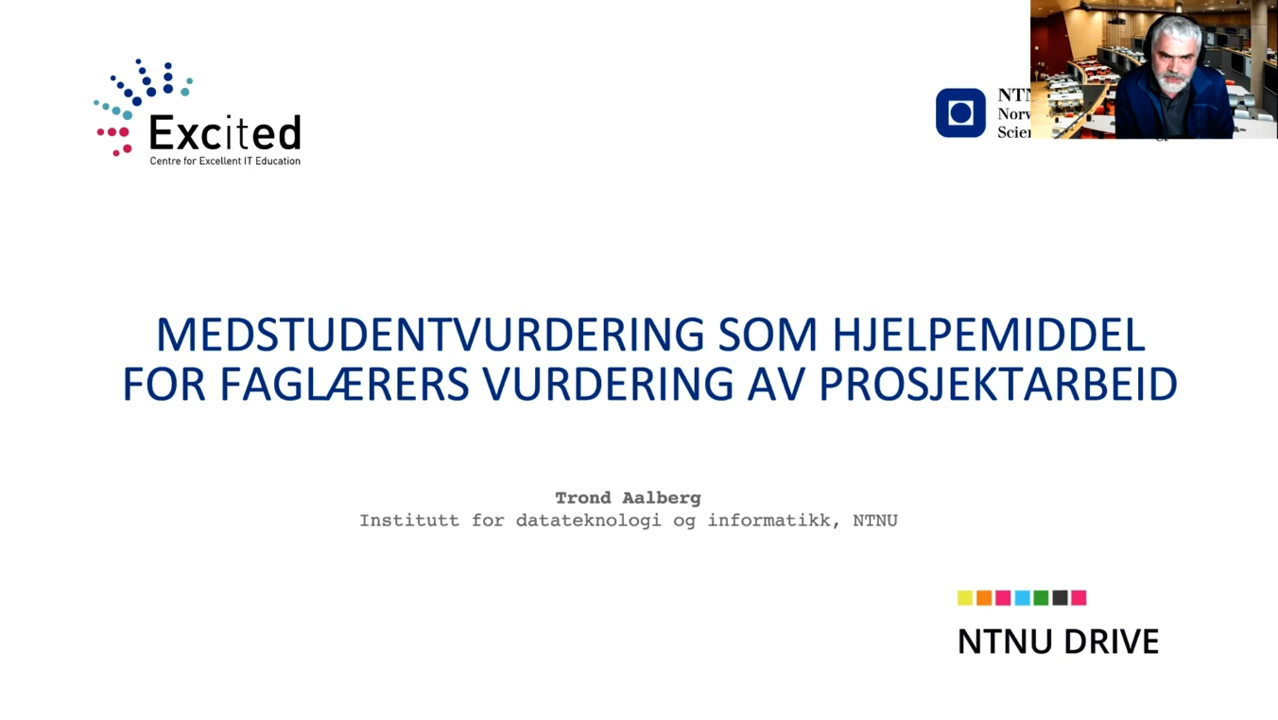 Excited
Centre for Excellent IT Education
MEDSTUDENTVURDERING SOM HJELPEMIDDEL
FOR FAGLÆRERS VURDERING AV PROSJEKTARBEID
Trond Aalberg
Institutt for datateknologi og informatikk, NTNU
NTNU DRIVE